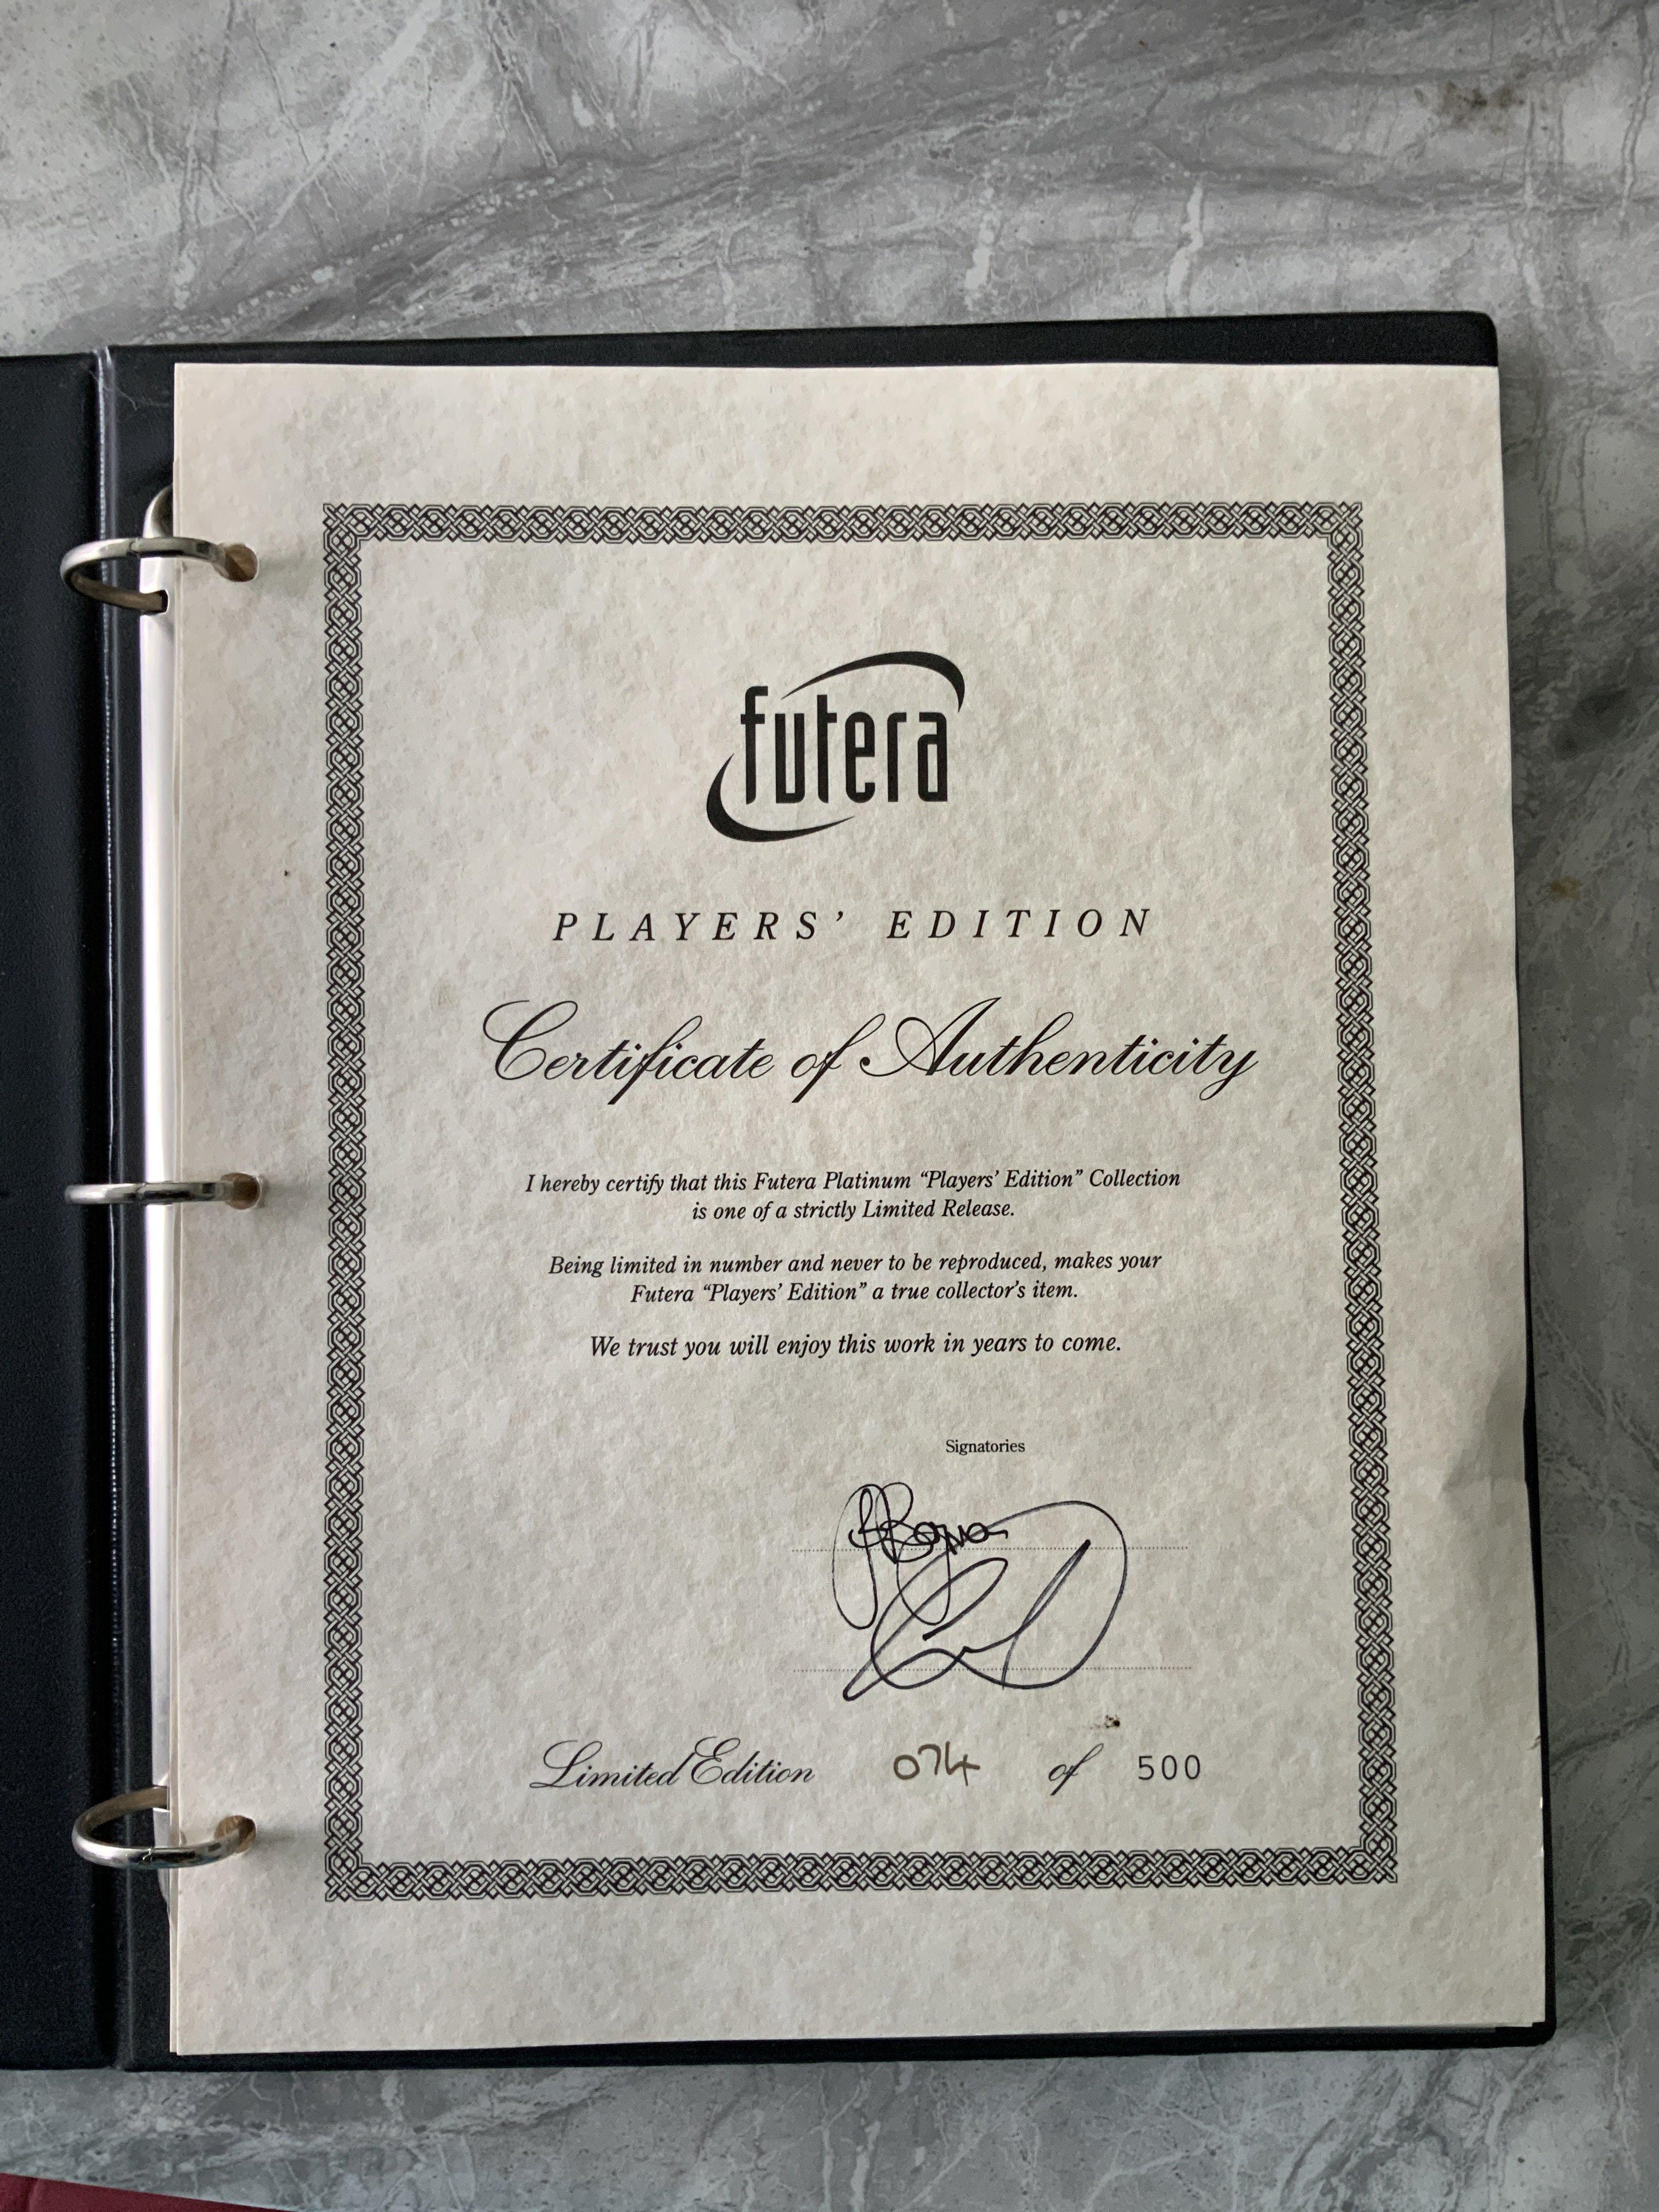 futera
PLAYERS' EDITION
Certificate of Authenticity
I hereby certify that this Futera Platinum “Players' Edition” Collection
is one of a strictly Limited Release.
Being limited in number and never to be reproduced, makes your
Futera “Players' Edition” a true collector's item.
We trust you will enjoy this work in years to come.
Signatories
Limited Edition 074 of 500